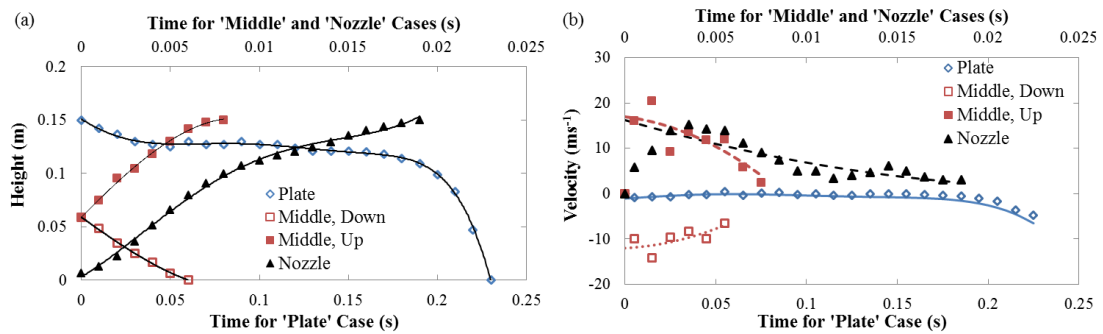 (a)
Time for 'Middle' and 'Nozzle' Cases (s)
0 0.005 0.01 0.015 0.02 0.025
0.2
0.15
0.1
0.05
0
Height (m)
Plate
Middle, Down
Middle, Up
Nozzle
0 0.05 0.1 0.15 0.2 0.25
Time for 'Plate' Case (s)
(b)
Time for 'Middle' and 'Nozzle' Cases (s)
0 0.005 0.01 0.015 0.02 0.025
30
20
10
0
-10
-20
Velocity (ms⁻¹)
Plate
Middle, Down
Middle, Up
Nozzle
0 0.05 0.1 0.15 0.2 0.25
Time for 'Plate' Case (s)